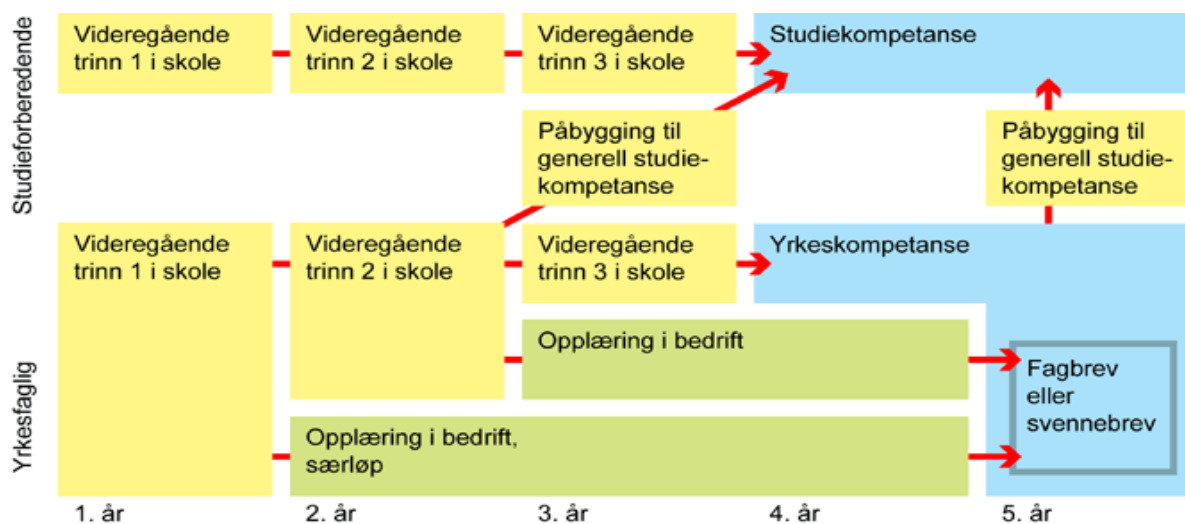 Studieforberedende
Videregående
trinn 1 i skole
Videregående
trinn 2 i skole
Videregående
trinn 3 i skole
Studiekompetanse
Påbygging til
generell studie-
kompetanse
Påbygging til
generell studie-
kompetanse
Yrkesfaglig
Videregående
trinn 1 i skole
Videregående
trinn 2 i skole
Videregående
trinn 3 i skole
Yrkeskompetanse
Opplæring i bedrift
Fagbrev
eller
svennebrev
Opplæring i bedrift,
særløp
1. år
2. år
3. år
4. år
5. år